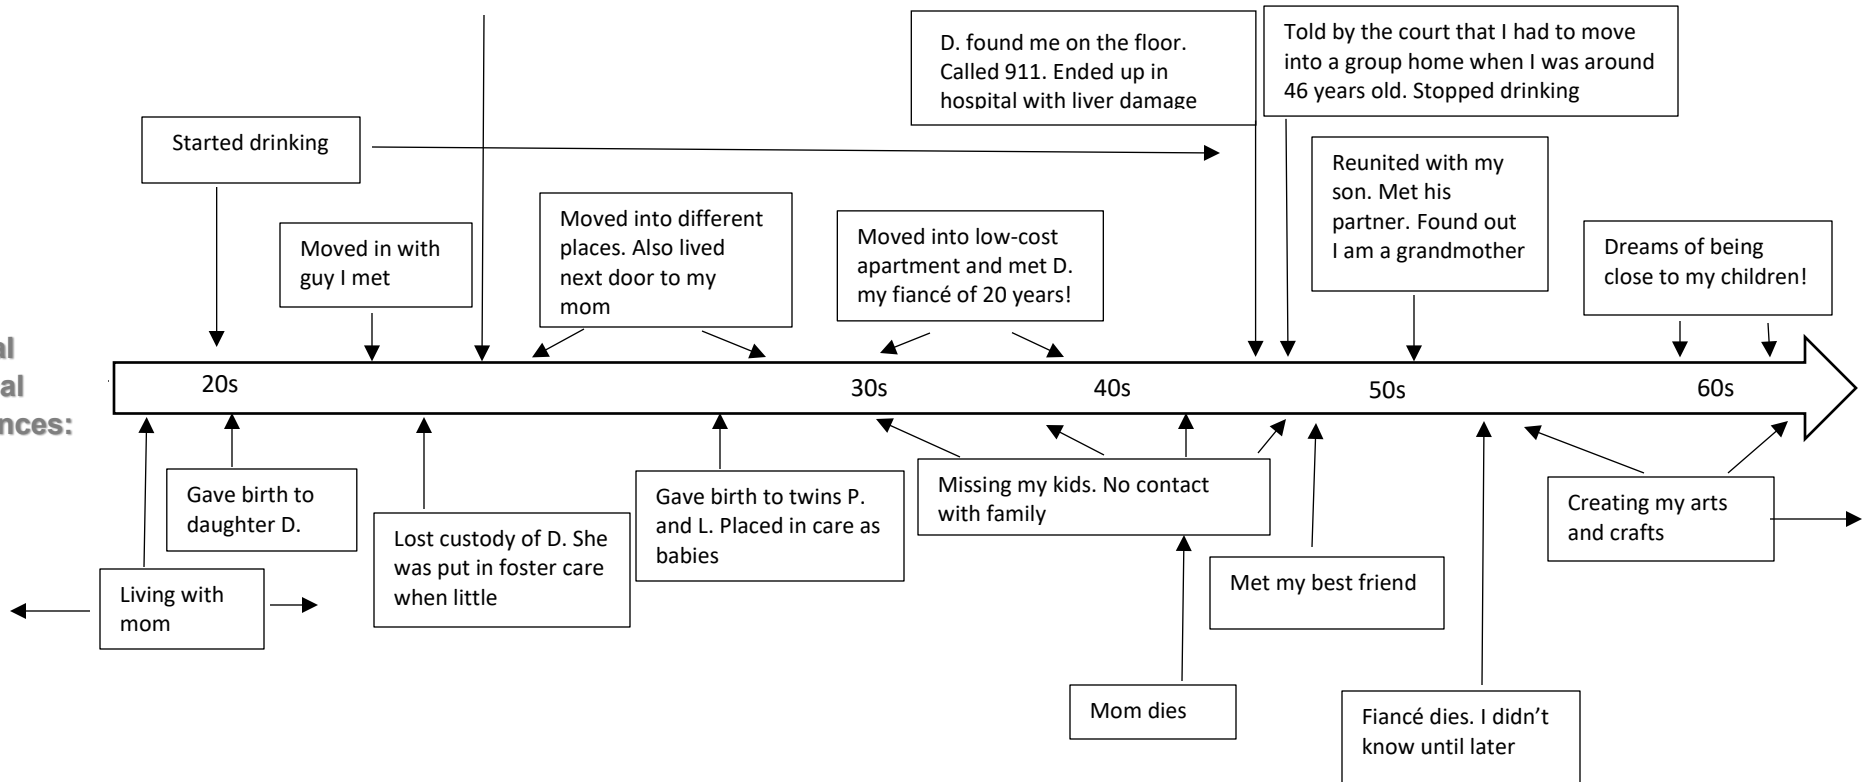 D. found me on the floor.
Called 911. Ended up in
hospital with liver damage
Told by the court that I had to move
into a group home when I was around
46 years old. Stopped drinking
Started drinking
Moved in with
guy I met
Moved into different
places. Also lived
next door to my
mom
Moved into low-cost
apartment and met D.
my fiancé of 20 years!
Reunited with my
son. Met his
partner. Found out
I am a grandmother
Dreams of being
close to my children!
20s
30s
40s
50s
60s
Gave birth to
daughter D.
Living with
mom
Lost custody of D. She
was put in foster care
when little
Gave birth to twins P.
and L. Placed in care as
babies
Missing my kids. No contact
with family
Mom dies
Met my best friend
Fiancé dies. I didn’t
know until later
Creating my arts
and crafts